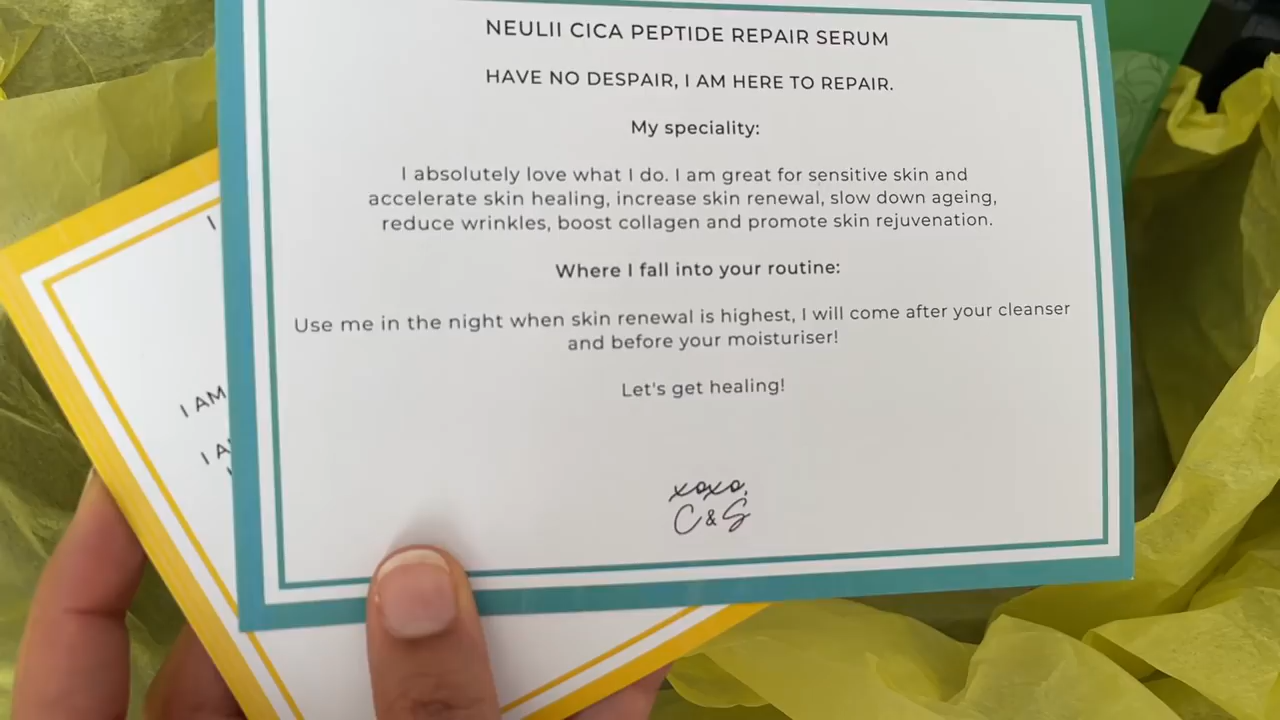 NEULII CICA PEPTIDE REPAIR SERUM
HAVE NO DESPAIR, I AM HERE TO REPAIR.
My speciality:
I absolutely love what I do. I am great for sensitive skin and
accelerate skin healing, increase skin renewal, slow down ageing,
reduce wrinkles, boost collagen and promote skin rejuvenation.
Where I fall into your routine:
Use me in the night when skin renewal is highest, I will come after your cleanser
and before your moisturiser!
Let's get healing!
xoxo,
C & S
I AM